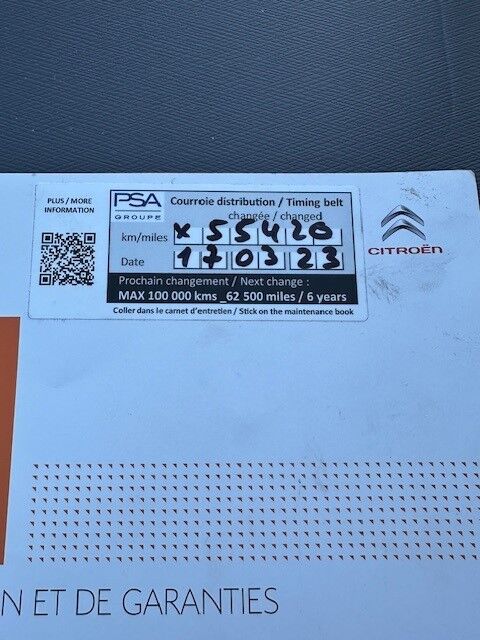 PLUS / MORE
INFORMATION
PSA
GROUPE
Courroie distribution / Timing belt
changée / changed
km/miles x 55420
Date 170323
Prochain changement / Next change :
MAX 100 000 kms _62 500 miles / 6 years
Coller dans le carnet d'entretien / Stick on the maintenance book
CITROËN
N ET DE GARANTIES